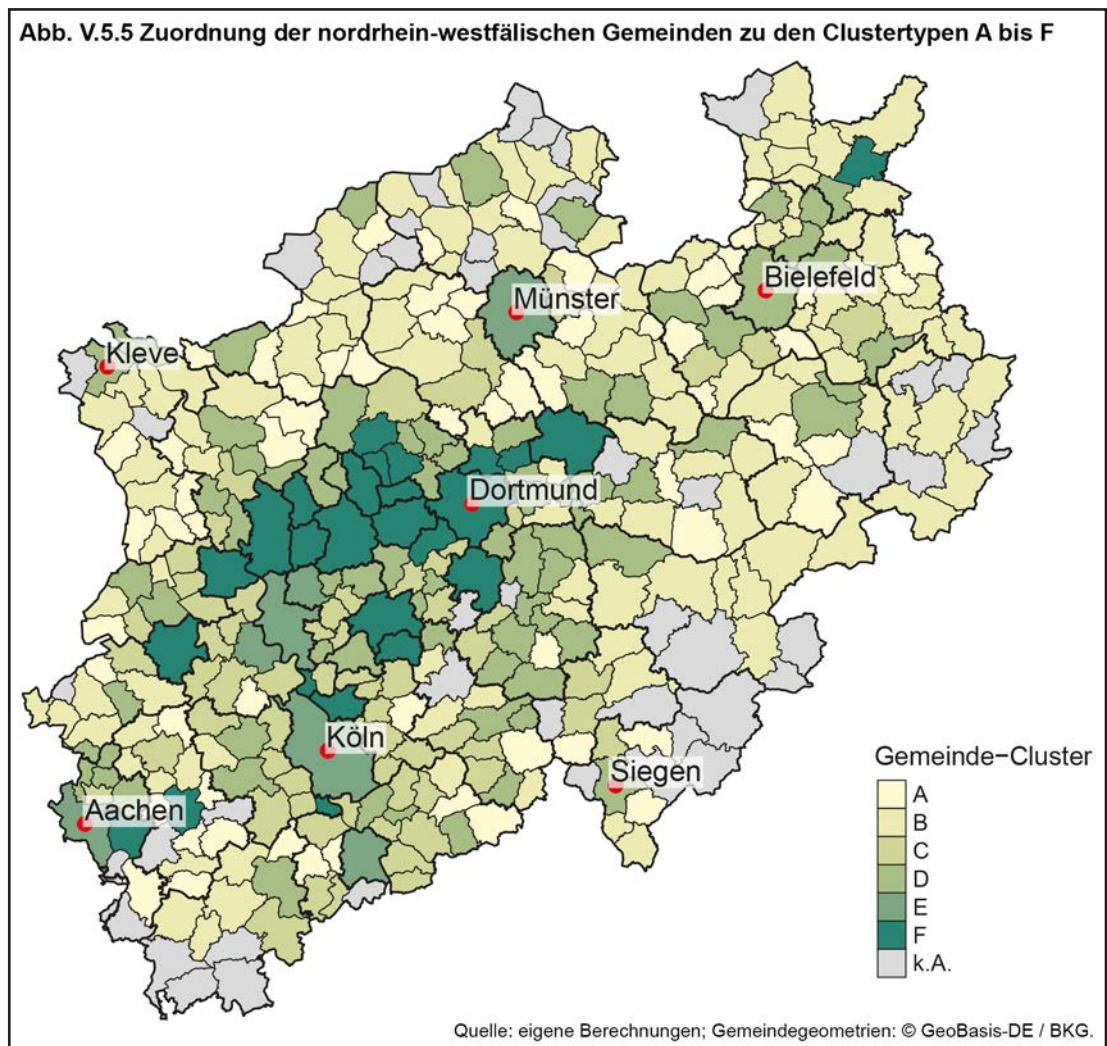 Abb. V.5.5 Zuordnung der nordrhein-westfälischen Gemeinden zu den Clustertypen A bis F
Bielefeld
Münster
Kleve
Dortmund
Köln
Siegen
Aachen
Gemeinde−Cluster
A
B
C
D
E
F
k.A.
Quelle: eigene Berechnungen; Gemeindegeometrien: © GeoBasis-DE / BKG.